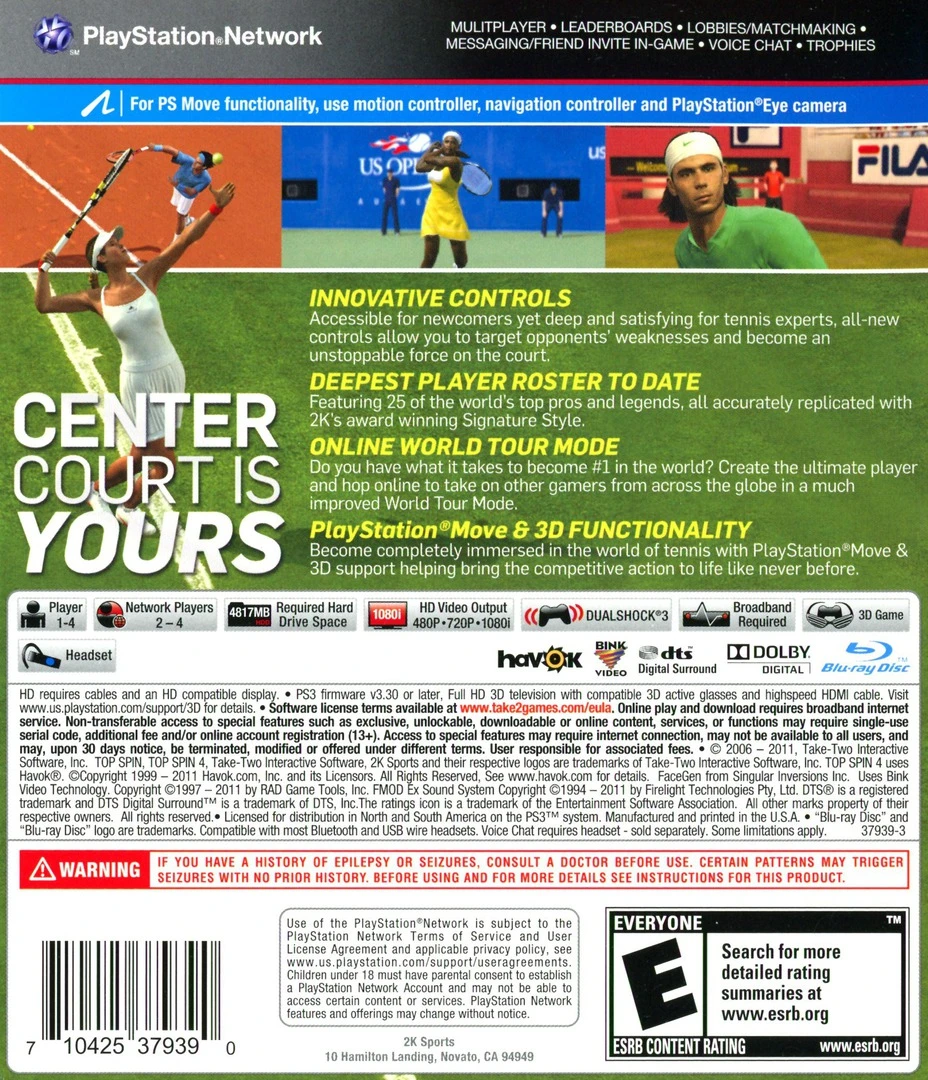 PlayStation®Network
SM
MULITPLAYER • LEADERBOARDS • LOBBIES/MATCHMAKING •
MESSAGING/FRIEND INVITE IN-GAME • VOICE CHAT • TROPHIES
For PS Move functionality, use motion controller, navigation controller and PlayStation®Eye camera
US OPE
US
Welcome
FILA
INNOVATIVE CONTROLS
Accessible for newcomers yet deep and satisfying for tennis experts, all-new
controls allow you to target opponents' weaknesses and become an
unstoppable force on the court.
DEEPEST PLAYER ROSTER TO DATE
Featuring 25 of the world's top pros and legends, all accurately replicated with
2K's award winning Signature Style.
ONLINE WORLD TOUR MODE
Do you have what it takes to become #1 in the world? Create the ultimate player
and hop online to take on other gamers from across the globe in a much
improved World Tour Mode.
PlayStation®Move & 3D FUNCTIONALITY
Become completely immersed in the world of tennis with PlayStation®Move &
3D support helping bring the competitive action to life like never before.
CENTER
COURT IS
YOURS
Player
1-4
Network Players
2 – 4
4817MB
HDD
Required Hard
Drive Space
1080i
HD Video Output
480P•720P•1080i
DUALSHOCK®3
Broadband
Required
3D Game
Headset
havok
BINK
VIDEO
dts
Digital Surround
DOLBY
DIGITAL
Blu-ray Disc™
HD requires cables and an HD compatible display. • PS3 firmware v3.30 or later, Full HD 3D television with compatible 3D active glasses and highspeed HDMI cable. Visit
www.us.playstation.com/support/3D for details. • Software license terms available at www.take2games.com/eula. Online play and download requires broadband internet
service. Non-transferable access to special features such as exclusive, unlockable, downloadable or online content, services, or functions may require single-use
serial code, additional fee and/or online account registration (13+). Access to special features may require internet connection, may not be available to all users, and
may, upon 30 days notice, be terminated, modified or offered under different terms. User responsible for associated fees. • © 2006 – 2011, Take-Two Interactive
Software, Inc. TOP SPIN, TOP SPIN 4, Take-Two Interactive Software, 2K Sports and their respective logos are trademarks of Take-Two Interactive Software, Inc. TOP SPIN 4 uses
Havok®. ©Copyright 1999 – 2011 Havok.com, Inc. and its Licensors. All Rights Reserved, See www.havok.com for details. FaceGen from Singular Inversions Inc. Uses Bink
Video Technology. Copyright ©1997 – 2011 by RAD Game Tools, Inc. FMOD Ex Sound System Copyright ©1994 – 2011 by Firelight Technologies Pty, Ltd. DTS® is a registered
trademark and DTS Digital Surround™ is a trademark of DTS, Inc.The ratings icon is a trademark of the Entertainment Software Association. All other marks property of their
respective owners. All rights reserved.• Licensed for distribution in North and South America on the PS3™ system. Manufactured and printed in the U.S.A. • “Blu-ray Disc” and
“Blu-ray Disc” logo are trademarks. Compatible with most Bluetooth and USB wire headsets. Voice Chat requires headset - sold separately. Some limitations apply. 37939-3
WARNING
IF YOU HAVE A HISTORY OF EPILEPSY OR SEIZURES, CONSULT A DOCTOR BEFORE USE. CERTAIN PATTERNS MAY TRIGGER
SEIZURES WITH NO PRIOR HISTORY. BEFORE USING AND FOR MORE DETAILS SEE INSTRUCTIONS FOR THIS PRODUCT.
7 10425 37939 0
Use of the PlayStation®Network is subject to the
PlayStation Network Terms of Service and User
License Agreement and applicable privacy policy, see
www.us.playstation.com/support/useragreements.
Children under 18 must have parental consent to establish
a PlayStation Network Account and may not be able to
access certain content or services. PlayStation Network
features and offerings may change without notice.
2K Sports
10 Hamilton Landing, Novato, CA 94949
EVERYONE
™
E
Search for more
detailed rating
summaries at
www.esrb.org
ESRB CONTENT RATING www.esrb.org